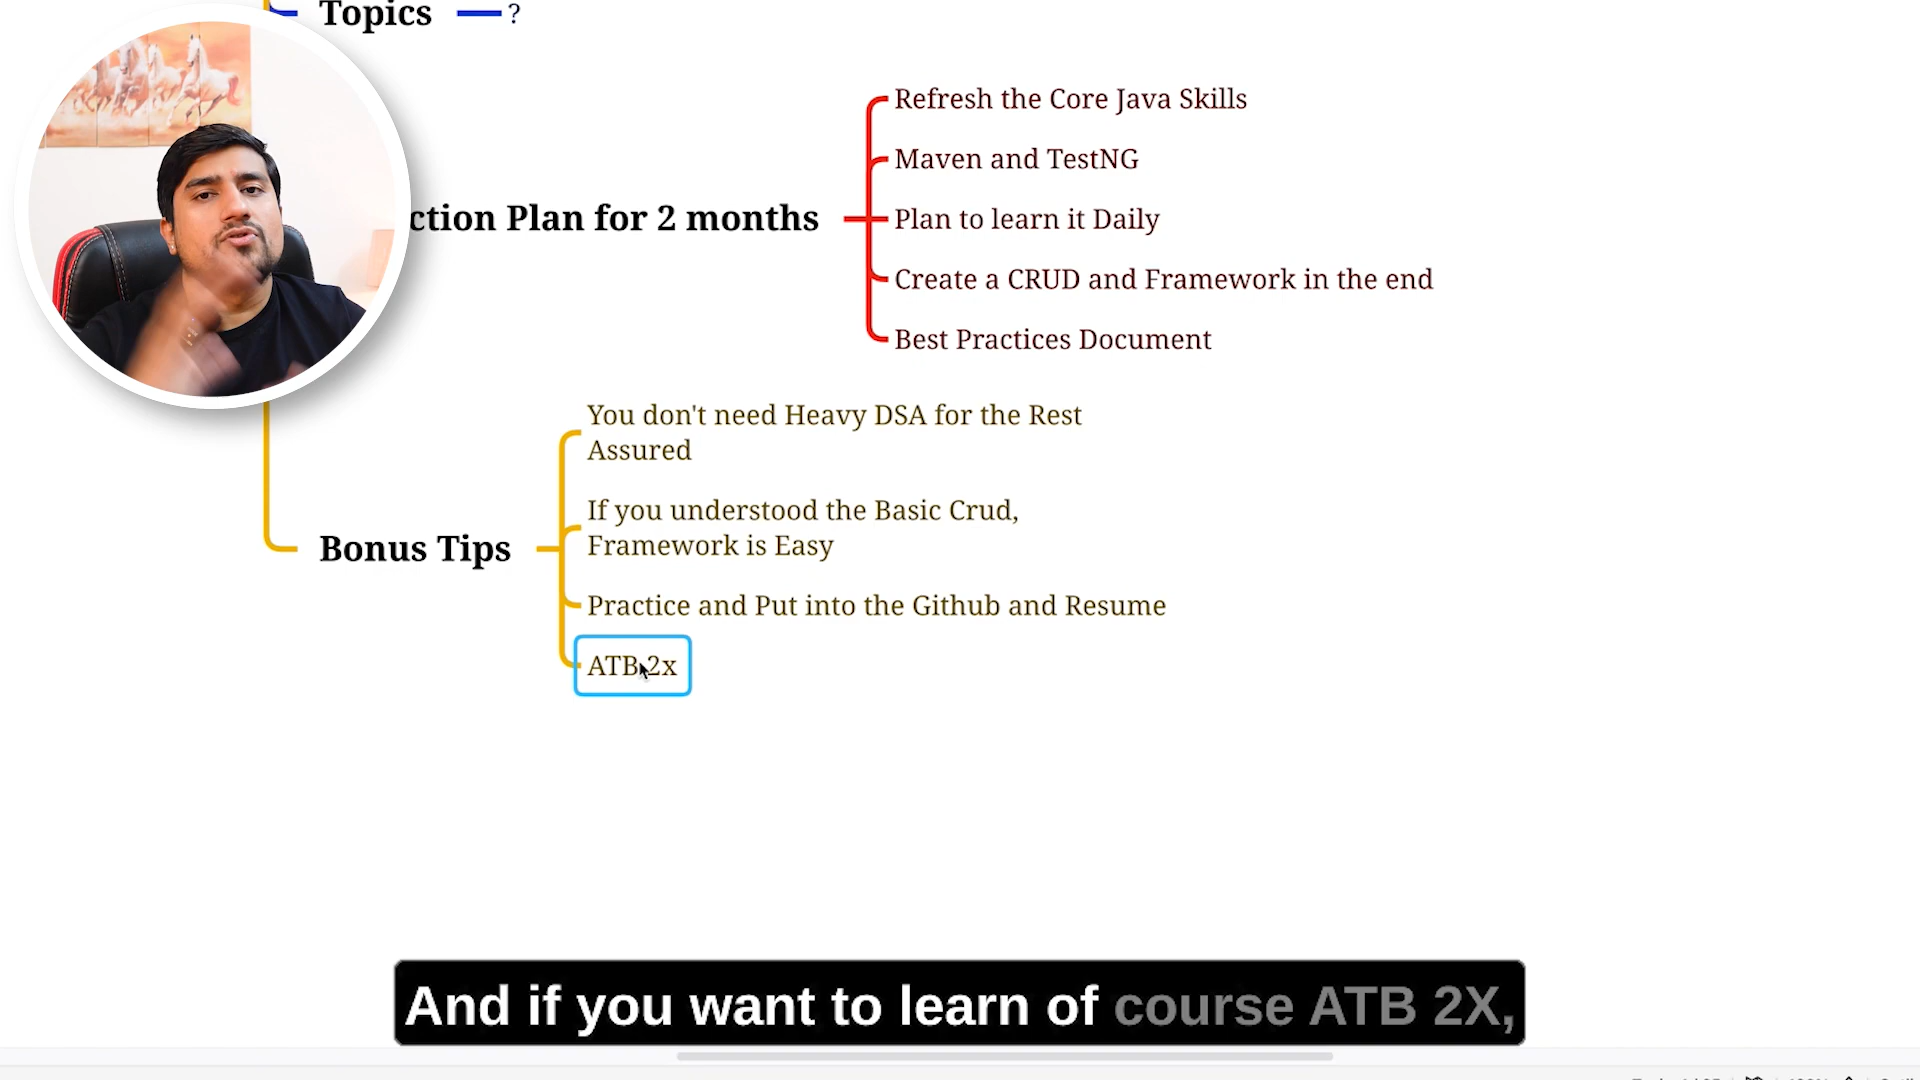 Topics ?
Refresh the Core Java Skills
Maven and TestNG
ction Plan for 2 months
Plan to learn it Daily
Create a CRUD and Framework in the end
Best Practices Document
You don't need Heavy DSA for the Rest
Assured
If you understood the Basic Crud,
Framework is Easy
Bonus Tips
Practice and Put into the Github and Resume
ATB 2x
And if you want to learn of course ATB 2X,